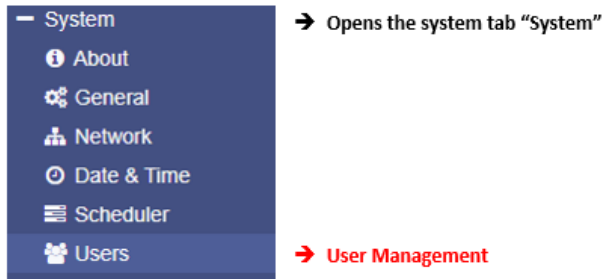 − System → Opens the system tab “System”
About
General
Network
Date & Time
Scheduler
Users → User Management